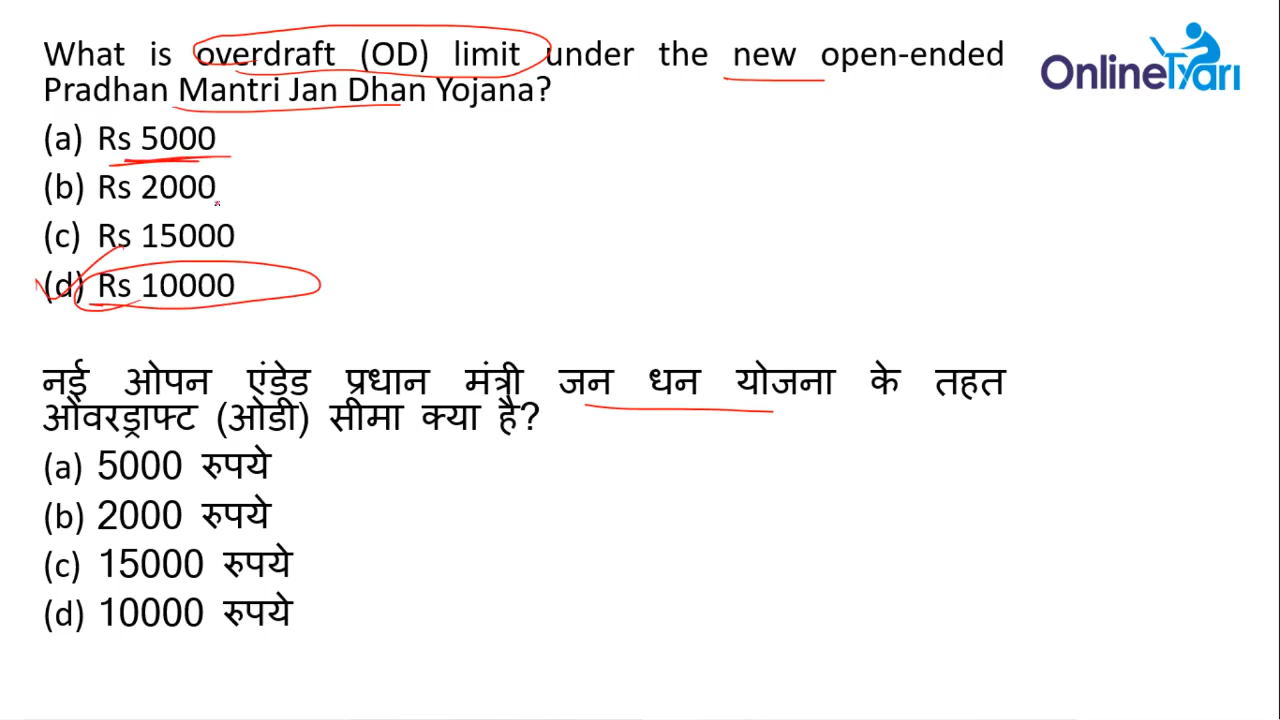 What is overdraft (OD) limit under the new open-ended
Pradhan Mantri Jan Dhan Yojana?
(a) Rs 5000
(b) Rs 2000
(c) Rs 15000
(d) Rs 10000
नई ओपन एंडेड प्रधान मंत्री जन धन योजना के तहत
ओवरड्राफ्ट (ओडी) सीमा क्या है?
(a) 5000 रुपये
(b) 2000 रुपये
(c) 15000 रुपये
(d) 10000 रुपये
OnlineTyari